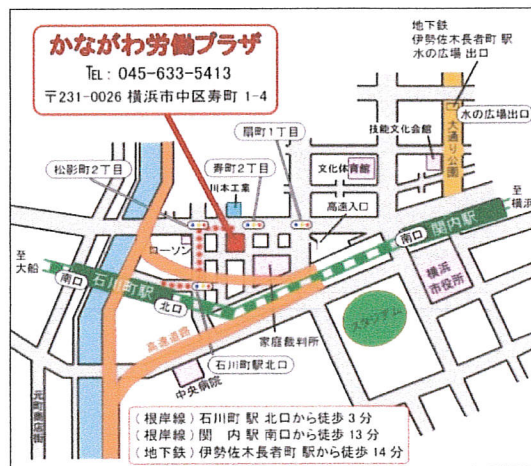 かながわ労働プラザ
TEL: 045-633-5413
〒231-0026 横浜市中区寿町 1-4
地下鉄
伊勢佐木長者町 駅
水の広場 出口
水の広場出口
大通り公園
技能文化会館
扇町1丁目
文化体育館
松影町2丁目
寿町2丁目
川本工業
高速入口
ローソン
至
横浜
関内駅
南口
至
大船
南口
石川町駅
北口
横浜
市役所
スタジアム
家庭裁判所
高速道路
石川町駅北口
中央病院
元町商店街
(根岸線) 石川町 駅 北口から徒歩 3 分
(根岸線) 関 内 駅 南口から徒歩 13 分
(地下鉄) 伊勢佐木長者町 駅から徒歩 14 分